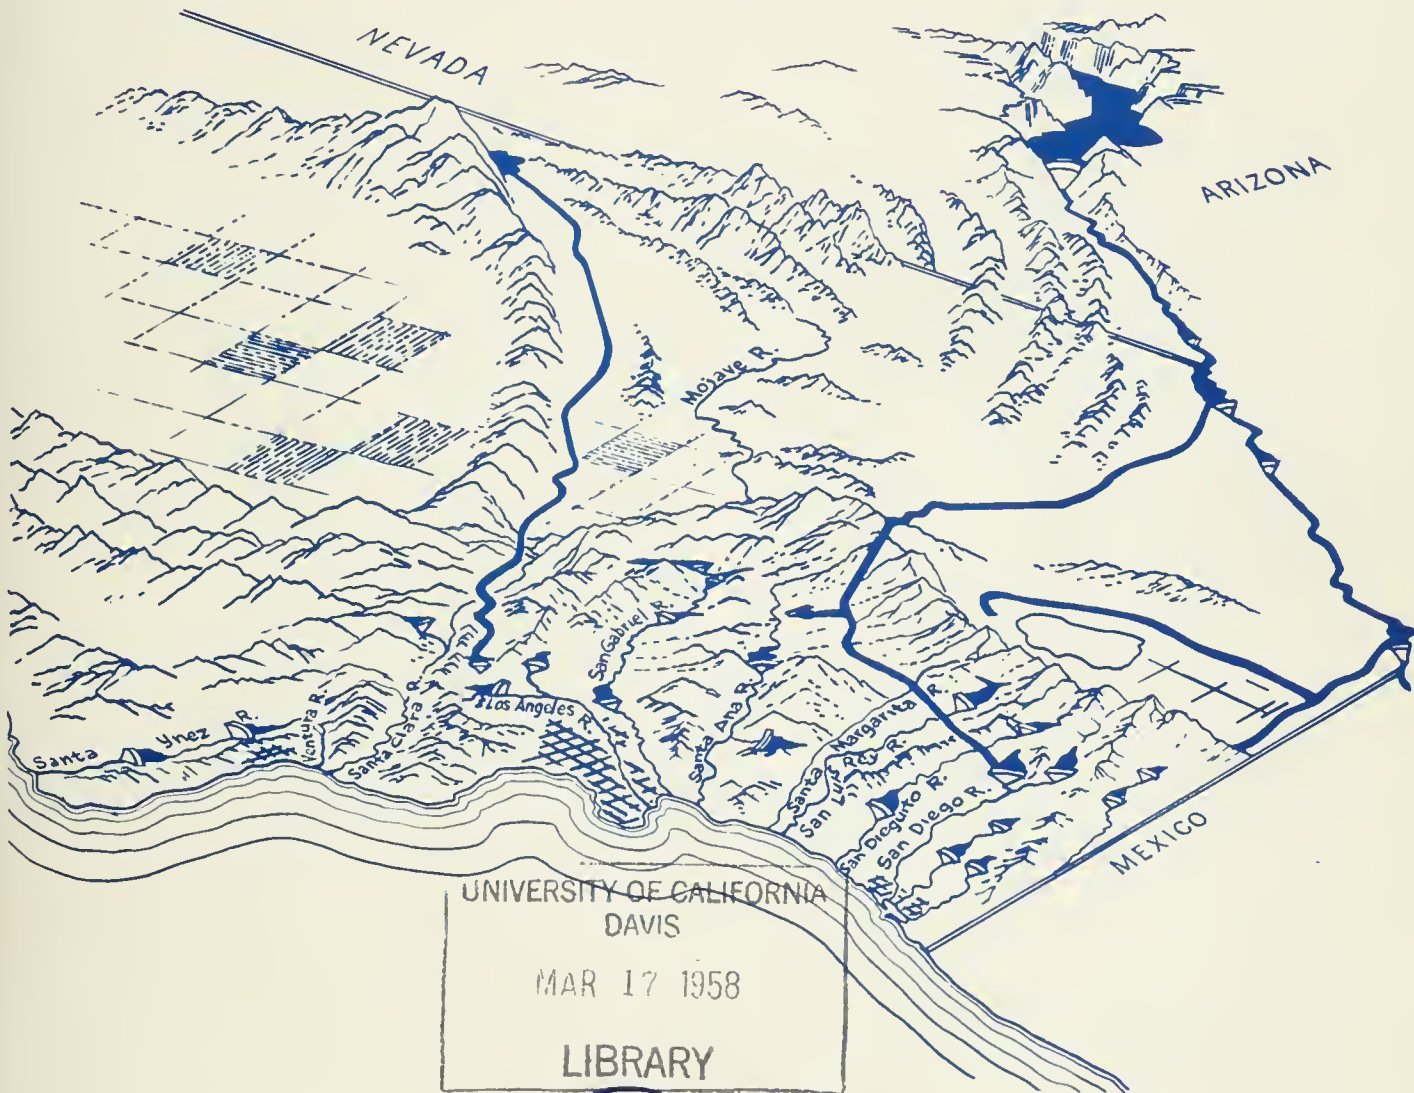 NEVADA
ARIZONA
Mojave R.
San Gabriel R.
Los Angeles R.
Santa Ynez R.
Ventura R.
Santa Clara R.
Santa Ana R.
Santa Margarita R.
San Luis Rey R.
San Dieguito R.
San Diego R.
MEXICO
UNIVERSITY OF CALIFORNIA
DAVIS
MAR 17 1958
LIBRARY